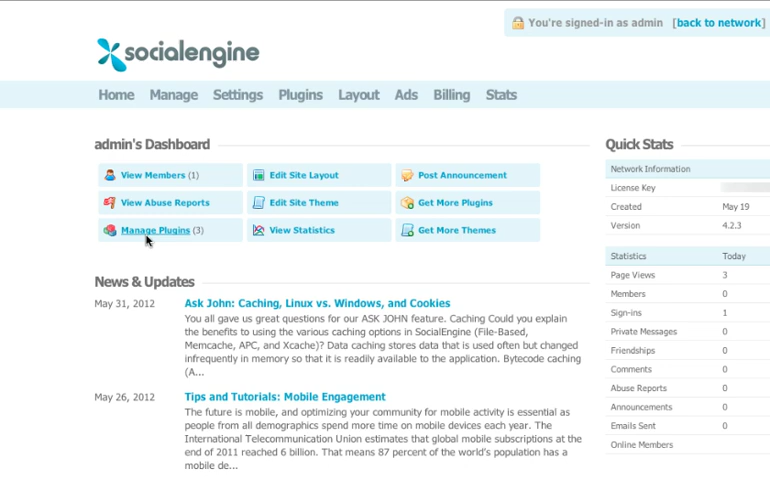 You're signed-in as admin [back to network]
socialengine
Home Manage Settings Plugins Layout Ads Billing Stats
admin's Dashboard
View Members (1) Edit Site Layout Post Announcement
View Abuse Reports Edit Site Theme Get More Plugins
Manage Plugins (3) View Statistics Get More Themes
News & Updates
May 31, 2012 Ask John: Caching, Linux vs. Windows, and Cookies
You all gave us great questions for our ASK JOHN feature. Caching Could you explain
the benefits to using the various caching options in SocialEngine (File-Based,
Memcache, APC, and Xcache)? Data caching stores data that is used often but changed
infrequently in memory so that it is readily available to the application. Bytecode caching
(A...
May 26, 2012 Tips and Tutorials: Mobile Engagement
The future is mobile, and optimizing your community for mobile activity is essential as
people from all demographics spend more time on mobile devices each year. The
International Telecommunication Union estimates that global mobile subscriptions at the
end of 2011 reached 6 billion. That means 87 percent of the world's population has a
mobile de...
Quick Stats
Network Information
License Key
Created May 19
Version 4.2.3
Statistics Today
Page Views 3
Members 0
Sign-ins 1
Private Messages 0
Friendships 0
Comments 0
Abuse Reports 0
Announcements 0
Emails Sent 0
Online Members